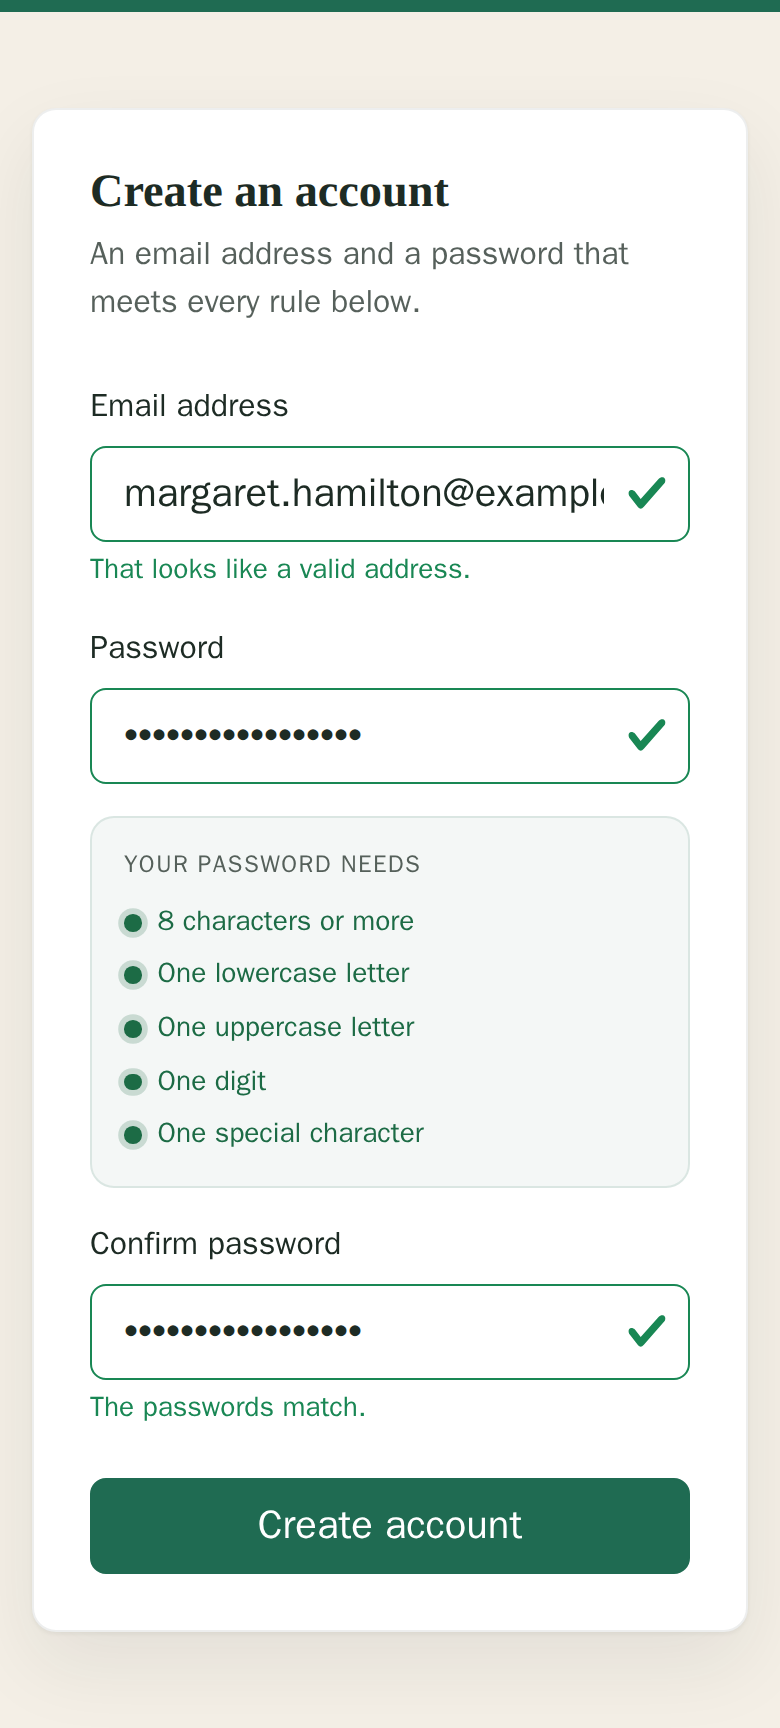 Create an account
An email address and a password that
meets every rule below.
Email address
margaret.hamilton@exampl
That looks like a valid address.
Password
•••••••••••••••••
YOUR PASSWORD NEEDS
8 characters or more
One lowercase letter
One uppercase letter
One digit
One special character
Confirm password
•••••••••••••••••
The passwords match.
Create account